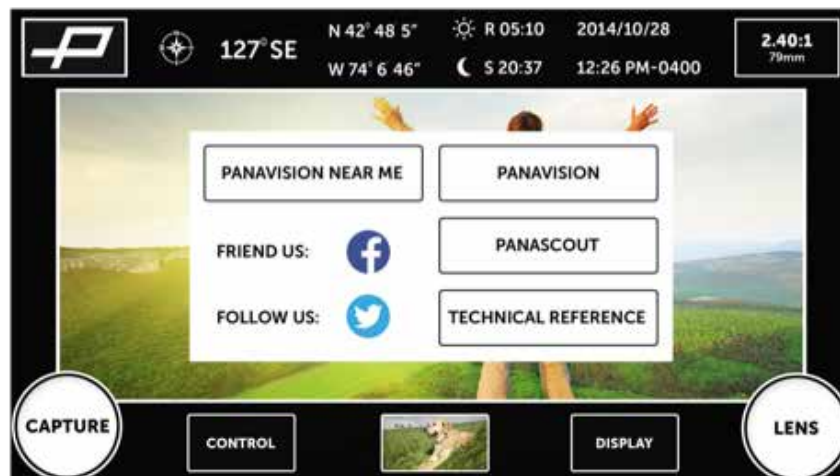 127° SE
N 42° 48 5"
W 74° 6 46"
R 05:10
S 20:37
2014/10/28
12:26 PM-0400
2.40:1
79mm
PANAVISION NEAR ME
PANAVISION
FRIEND US:
PANASCOUT
FOLLOW US:
TECHNICAL REFERENCE
CAPTURE
CONTROL
DISPLAY
LENS